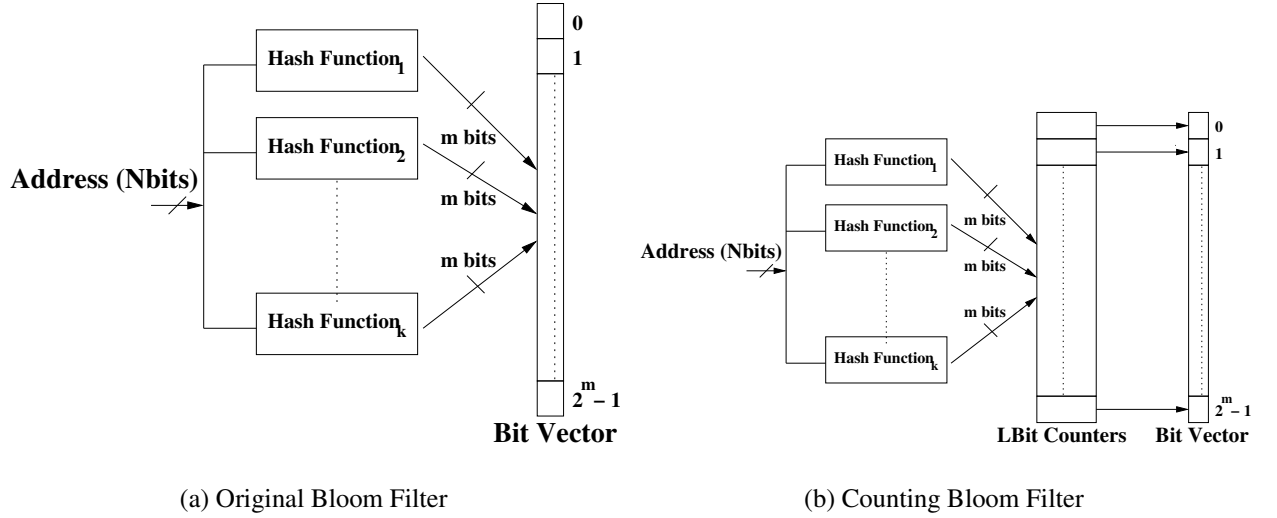 0
1
Hash Function1
m bits
Hash Function2
m bits
Address (Nbits)
m bits
Hash Functionk
2^m – 1
Bit Vector
(a) Original Bloom Filter
0
1
Hash Function1
m bits
Hash Function2
m bits
Address (Nbits)
m bits
Hash Functionk
2^m – 1
LBit Counters
Bit Vector
(b) Counting Bloom Filter